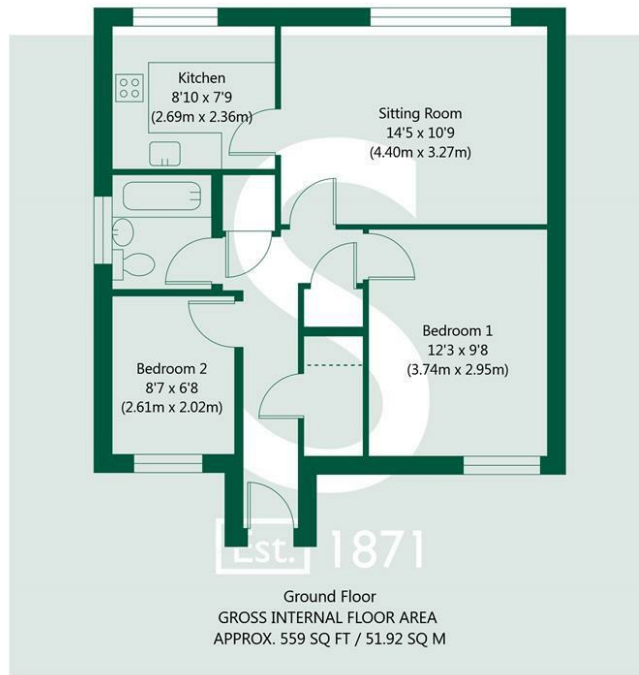 Kitchen
8'10 x 7'9
(2.69m x 2.36m)
Sitting Room
14'5 x 10'9
(4.40m x 3.27m)
Bedroom 1
12'3 x 9'8
(3.74m x 2.95m)
Bedroom 2
8'7 x 6'8
(2.61m x 2.02m)
S
Est. 1871
Ground Floor
GROSS INTERNAL FLOOR AREA
APPROX. 559 SQ FT / 51.92 SQ M